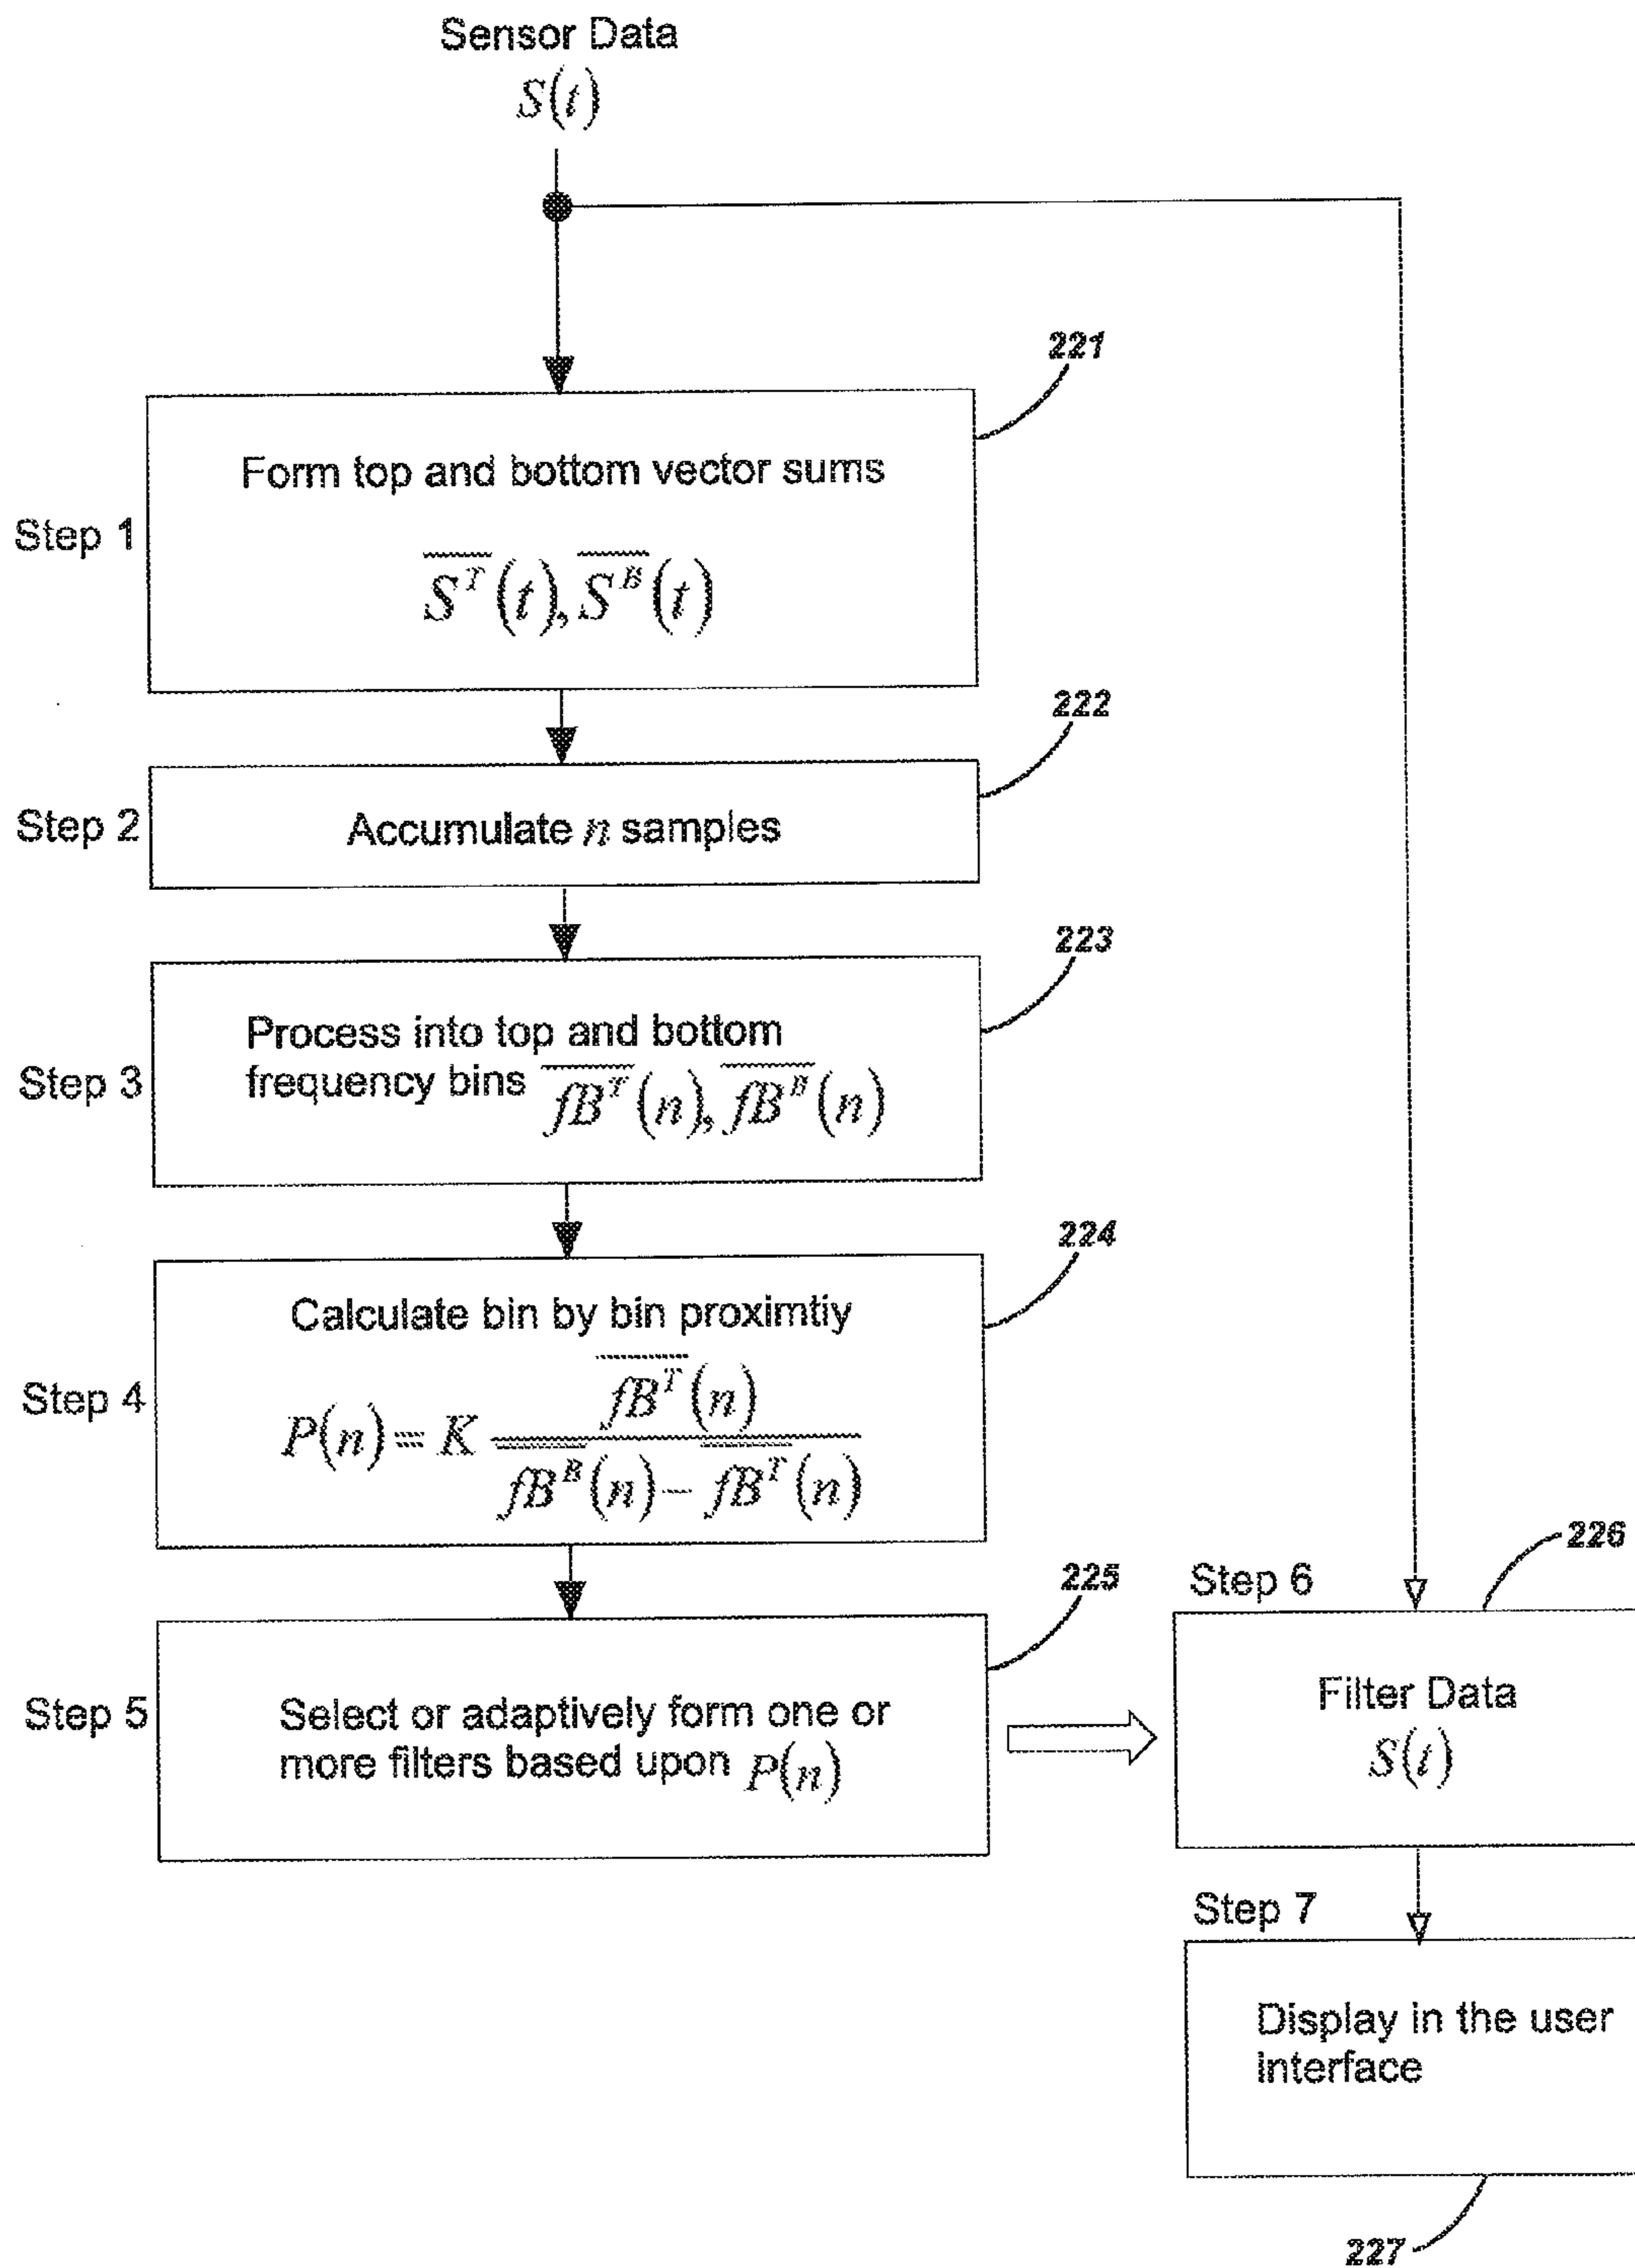 Sensor Data
S(t)
221
Step 1
Form top and bottom vector sums
S^T(t), S^B(t)
222
Step 2
Accumulate n samples
223
Step 3
Process into top and bottom
frequency bins fB^T(n), fB^B(n)
224
Step 4
Calculate bin by bin proximtiy
P(n) = K fB^T(n) / fB^B(n) – fB^T(n)
225
Step 5
Select or adaptively form one or
more filters based upon P(n)
Step 6
226
Filter Data
S(t)
Step 7
Display in the user
interface
227